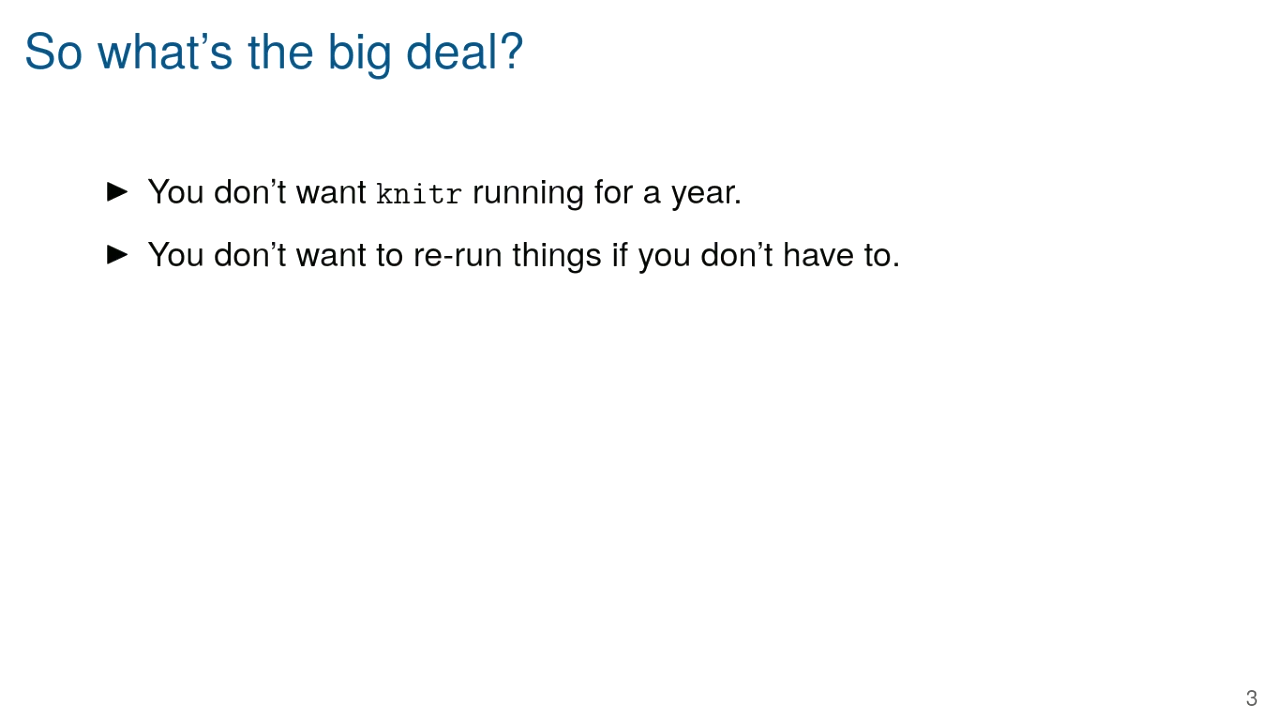 So what’s the big deal?
▶ You don’t want knitr running for a year.
▶ You don’t want to re-run things if you don’t have to.
3